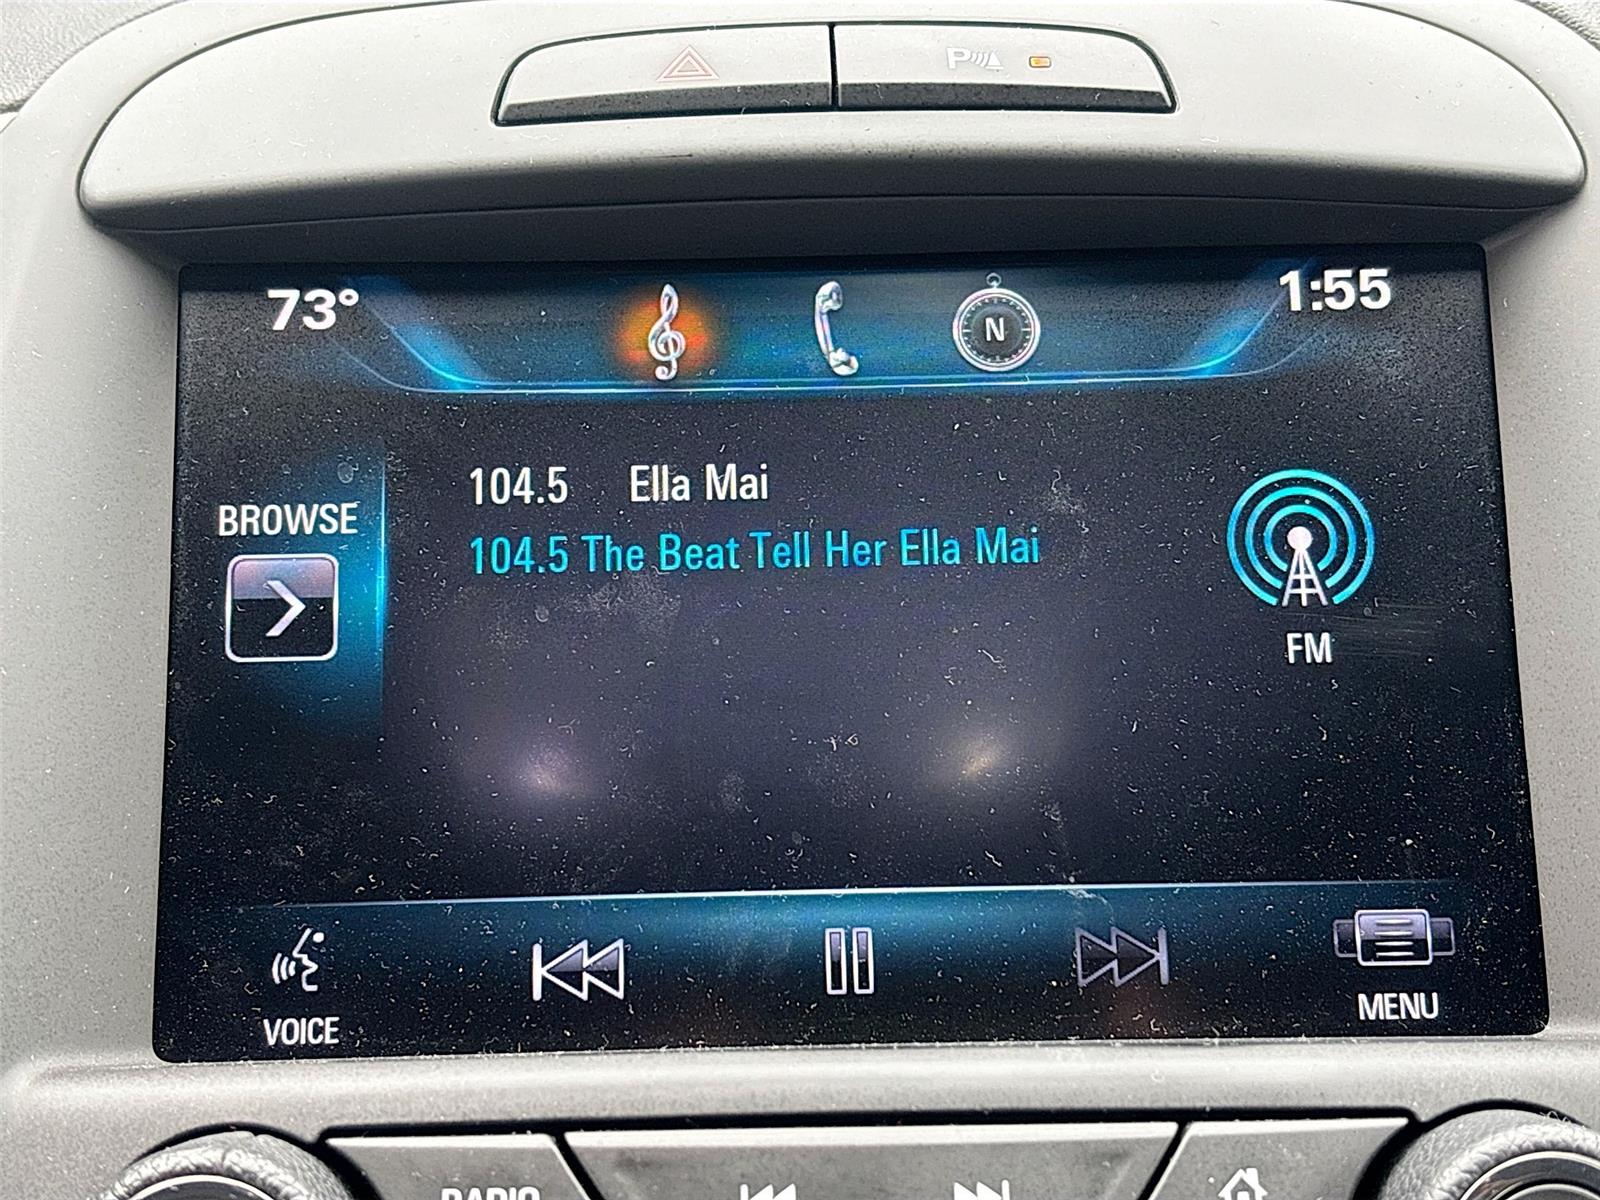 P
73°
N
1:55
104.5 Ella Mai
104.5 The Beat Tell Her Ella Mai
BROWSE
FM
VOICE
MENU
RADIO